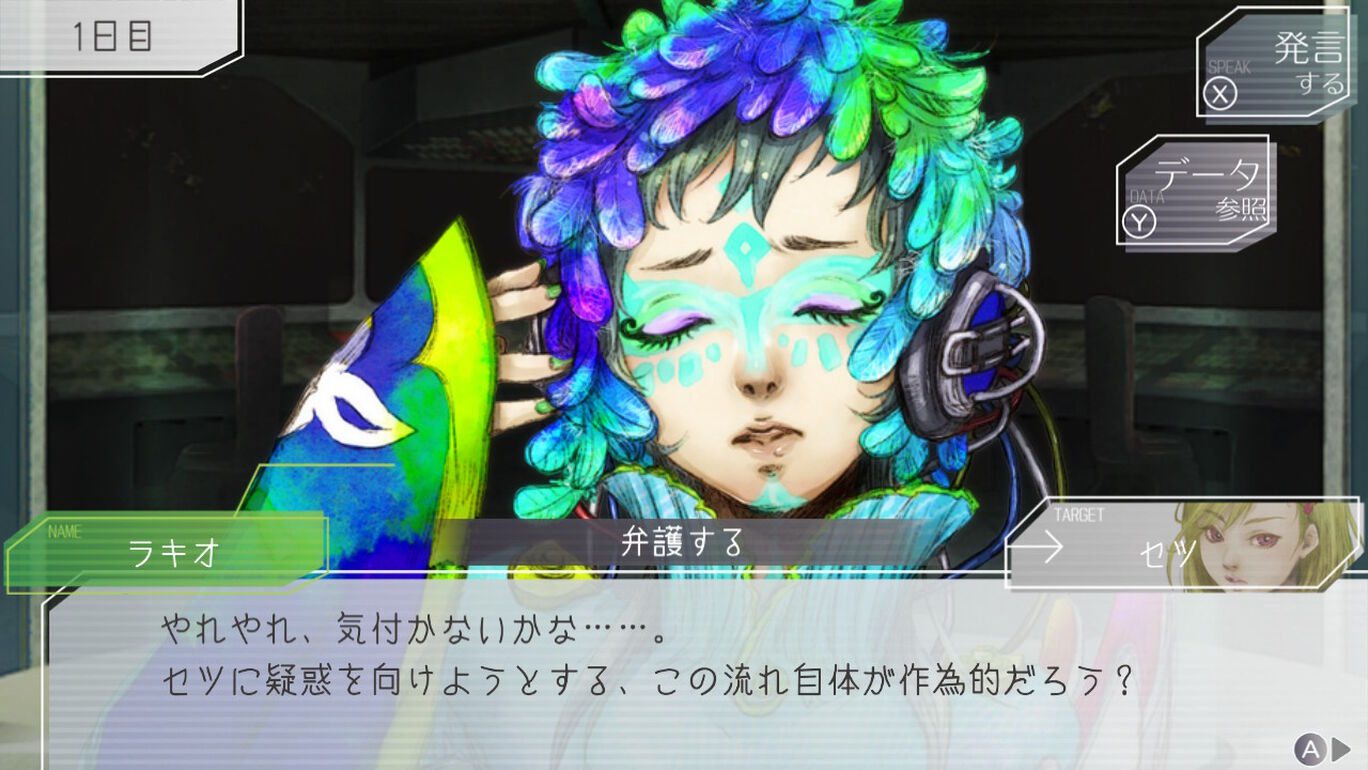 1日目
発言
SPEAK
する
X
データ
DATA
参照
Y
NAME
ラキオ
弁護する
TARGET
セツ
やれやれ、気付かないかな……。
セツに疑惑を向けようとする、この流れ自体が作為的だろう？
A